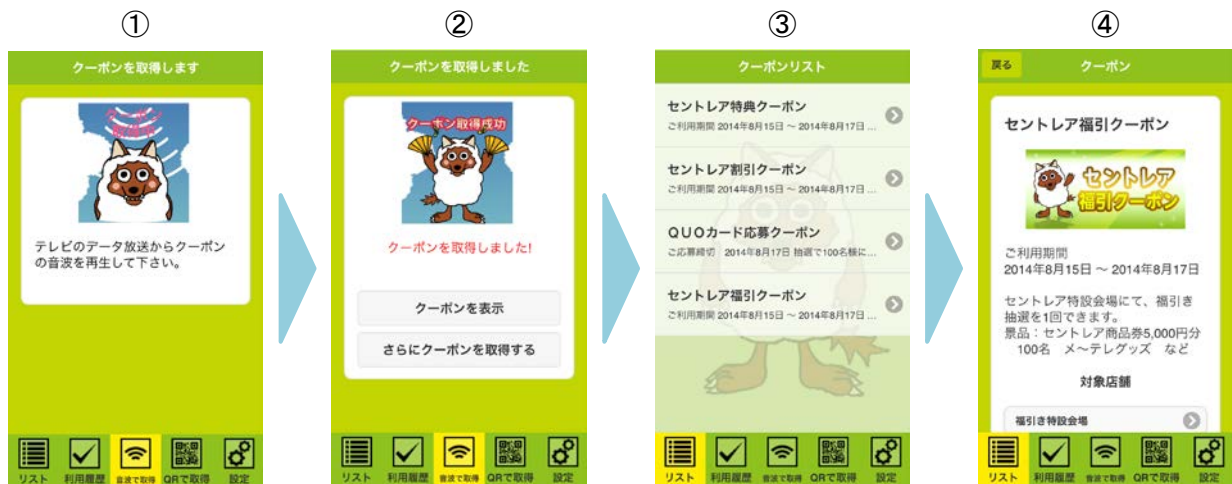 ①
クーポンを取得します
クーポン
取得中
テレビのデータ放送からクーポン
の音波を再生して下さい。
リスト 利用履歴 音波で取得 QRで取得 設定
②
クーポンを取得しました
クーポン取得成功
クーポンを取得しました!
クーポンを表示
さらにクーポンを取得する
リスト 利用履歴 音波で取得 QRで取得 設定
③
クーポンリスト
セントレア特典クーポン
ご利用期間 2014年8月15日 ～ 2014年8月17日 ...
セントレア割引クーポン
ご利用期間 2014年8月15日 ～ 2014年8月17日 ...
QUOカード応募クーポン
ご応募締切 2014年8月17日 抽選で100名様に...
セントレア福引クーポン
ご利用期間 2014年8月15日 ～ 2014年8月17日 ...
リスト 利用履歴 音波で取得 QRで取得 設定
④
戻る クーポン
セントレア福引クーポン
セントレア
福引クーポン
ご利用期間
2014年8月15日 ～ 2014年8月17日
セントレア特設会場にて、福引き
抽選を1回できます。
景品：セントレア商品券5,000円分
100名 メ～テレグッズ など
対象店舗
福引き特設会場
リスト 利用履歴 音波で取得 QRで取得 設定